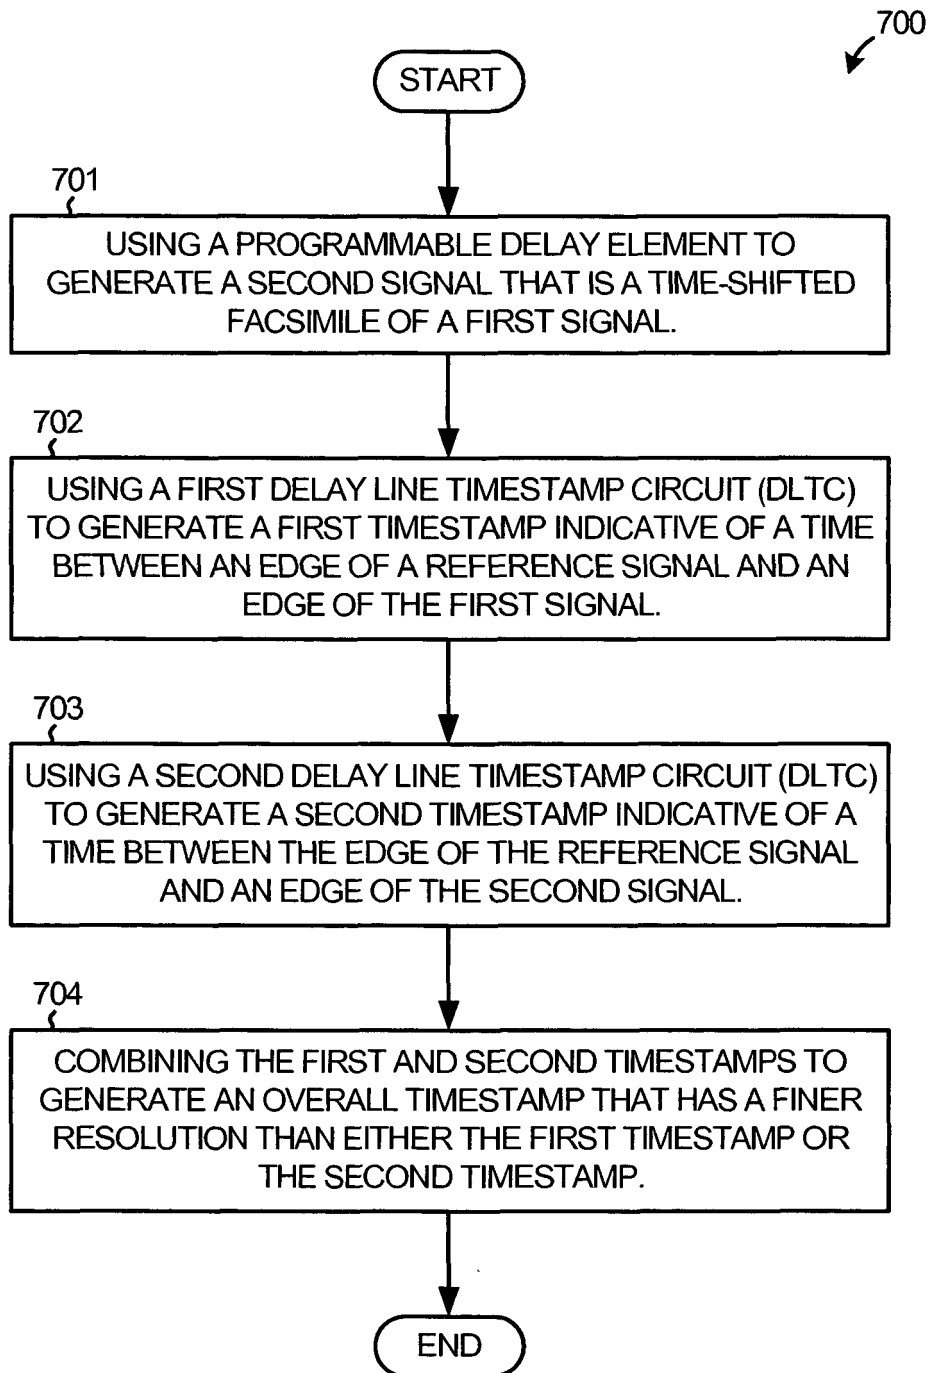 700
START
701
USING A PROGRAMMABLE DELAY ELEMENT TO
GENERATE A SECOND SIGNAL THAT IS A TIME-SHIFTED
FACSIMILE OF A FIRST SIGNAL.
702
USING A FIRST DELAY LINE TIMESTAMP CIRCUIT (DLTC)
TO GENERATE A FIRST TIMESTAMP INDICATIVE OF A TIME
BETWEEN AN EDGE OF A REFERENCE SIGNAL AND AN
EDGE OF THE FIRST SIGNAL.
703
USING A SECOND DELAY LINE TIMESTAMP CIRCUIT (DLTC)
TO GENERATE A SECOND TIMESTAMP INDICATIVE OF A
TIME BETWEEN THE EDGE OF THE REFERENCE SIGNAL
AND AN EDGE OF THE SECOND SIGNAL.
704
COMBINING THE FIRST AND SECOND TIMESTAMPS TO
GENERATE AN OVERALL TIMESTAMP THAT HAS A FINER
RESOLUTION THAN EITHER THE FIRST TIMESTAMP OR
THE SECOND TIMESTAMP.
END